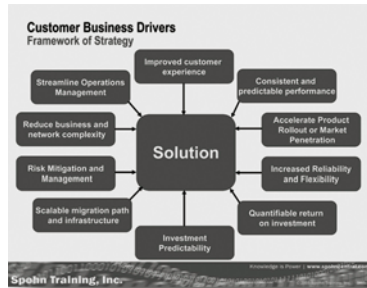 Customer Business Drivers
Framework of Strategy
Improved customer
experience
Streamline Operations
Management
Consistent and
predictable performance
Reduce business and
network complexity
Accelerate Product
Rollout or Market
Penetration
Solution
Risk Mitigation and
Management
Increased Reliability
and Flexibility
Scalable migration path
and infrastructure
Quantifiable return
on investment
Investment
Predictability
Knowledge is Power |
Spohn Training, Inc.